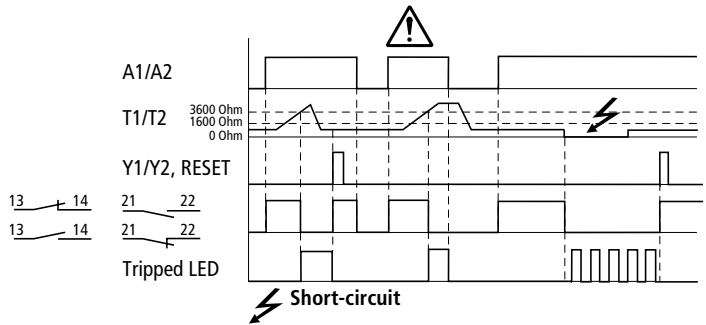 A1/A2
T1/T2
3600 Ohm
1600 Ohm
0 Ohm
Y1/Y2, RESET
13 14 21 22
13 14 21 22
Tripped LED
Short-circuit